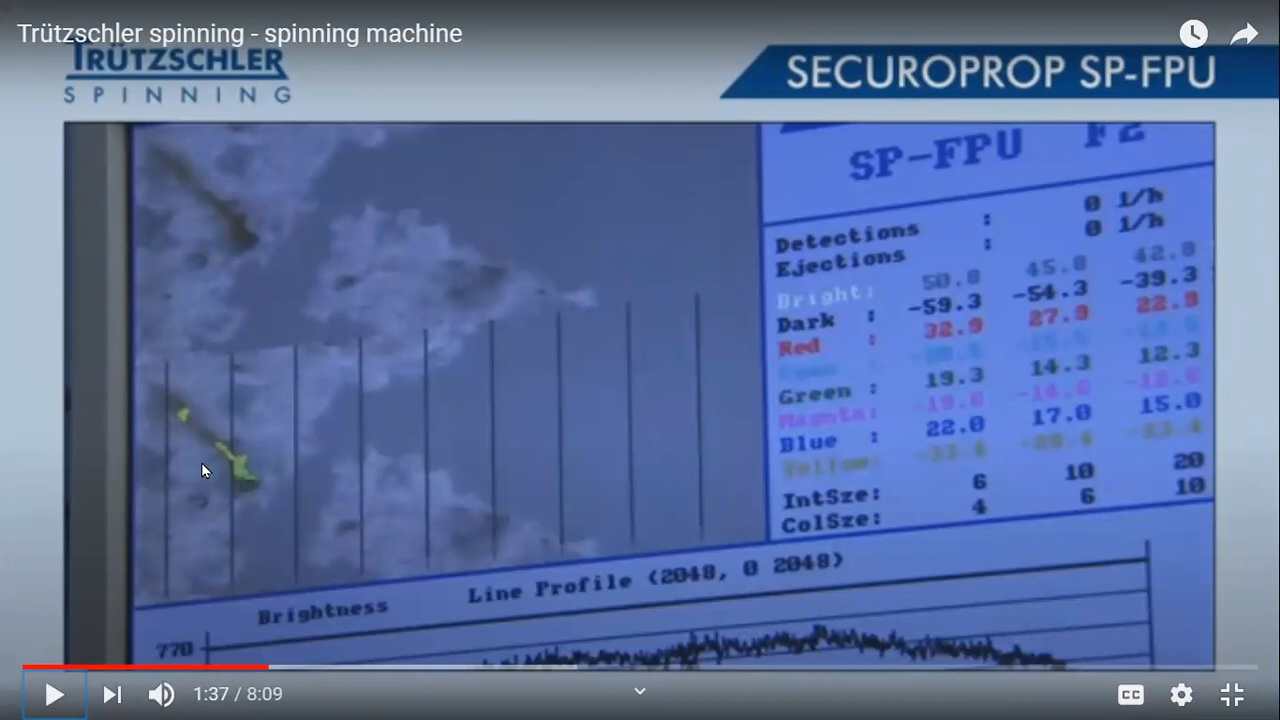 Trützschler spinning - spinning machine
TRÜTZSCHLER
SPINNING
SECUROPROP SP-FPU
SP-FPU F2
Detections : 0 1/h
Ejections : 0 1/h
Bright: 50.0 45.0 42.0
Dark : -59.3 -54.3 -39.3
Red : 32.9 27.9 22.9
Green : 19.3 14.3 12.3
Magnta:
Blue : 22.0 17.0 15.0
Yellow:
IntSze: 6 10 20
ColSze: 4 6 10
Line Profile (2048, 0 2048)
Brightness
770
1:37 / 8:09
CC